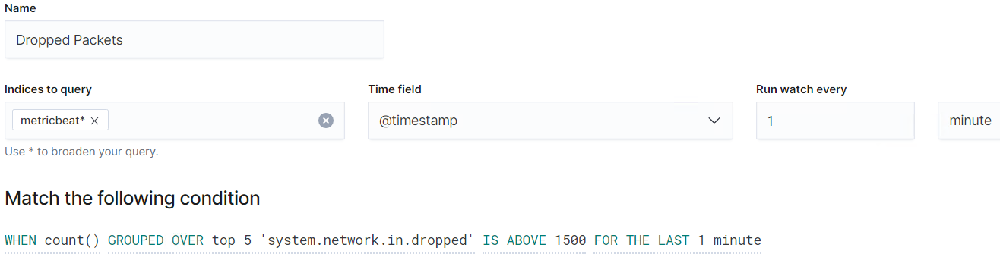 Name
Dropped Packets
Indices to query
Time field
Run watch every
metricbeat* ×
@timestamp
1
minute
Use * to broaden your query.
Match the following condition
WHEN count() GROUPED OVER top 5 'system.network.in.dropped' IS ABOVE 1500 FOR THE LAST 1 minute